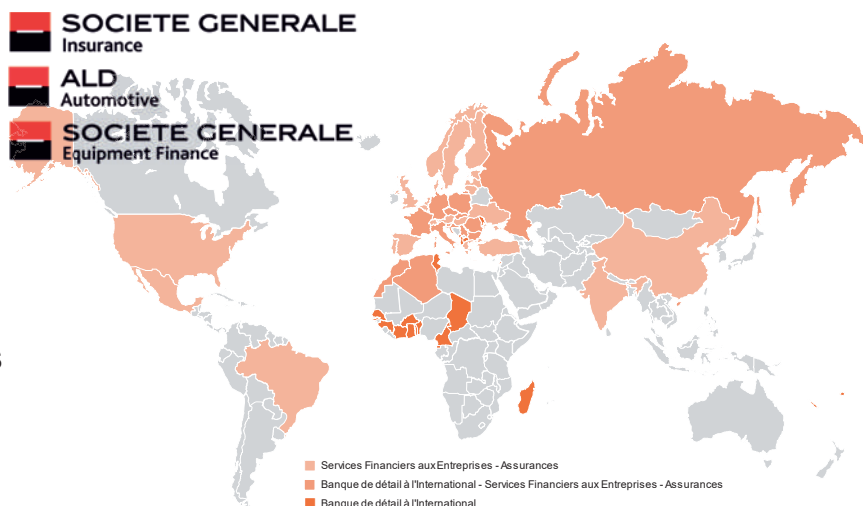 SOCIETE GENERALE
Insurance
ALD
Automotive
SOCIETE GENERALE
Equipment Finance
Services Financiers aux Entreprises - Assurances
Banque de détail à l'International - Services Financiers aux Entreprises - Assurances
Banque de détail à l'International